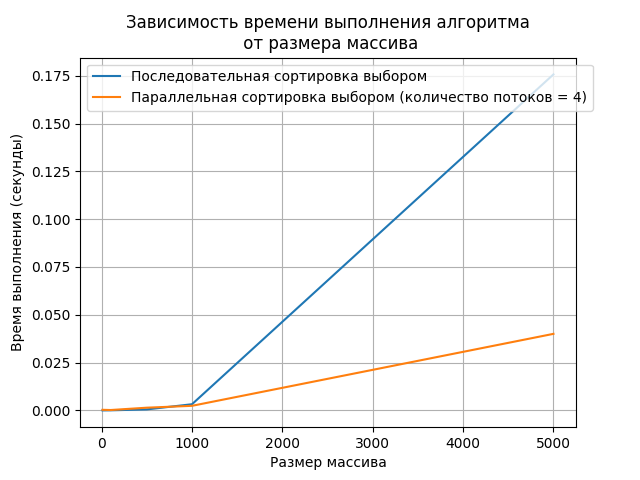 Зависимость времени выполнения алгоритма
от размера массива
Последовательная сортировка выбором
Параллельная сортировка выбором (количество потоков = 4)
Время выполнения (секунды)
0.175
0.150
0.125
0.100
0.075
0.050
0.025
0.000
0 1000 2000 3000 4000 5000
Размер массива